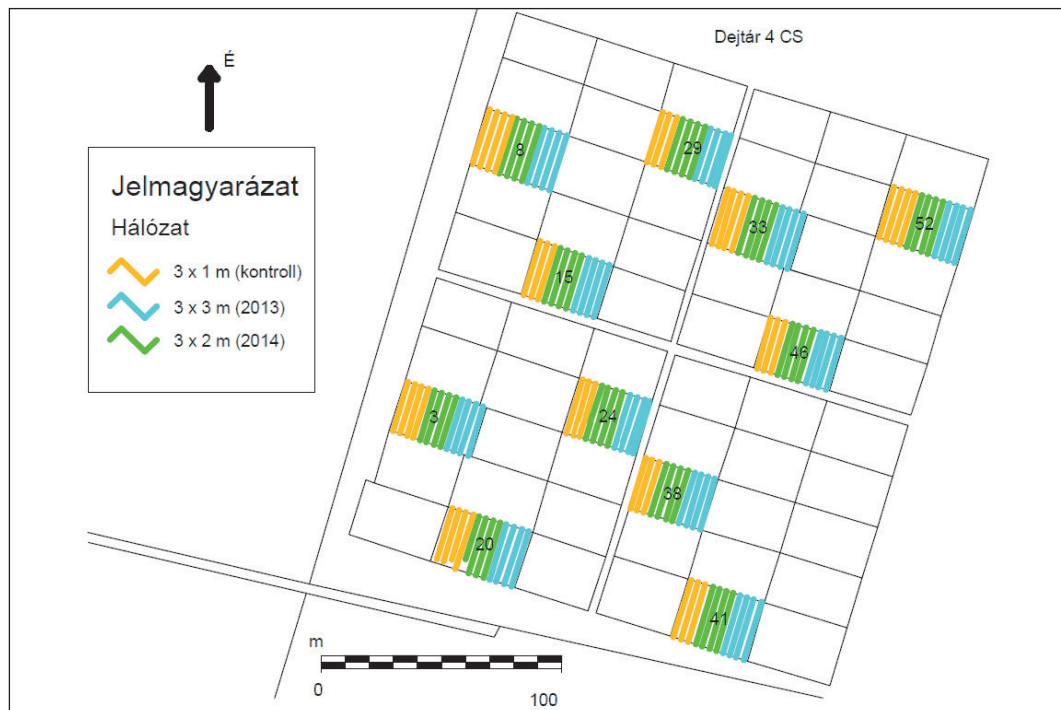 Dejtár 4 CS
É
Jelmagyarázat
Hálózat
3 x 1 m (kontroll)
3 x 3 m (2013)
3 x 2 m (2014)
8
29
33
52
15
46
3
24
38
20
41
m
0
100